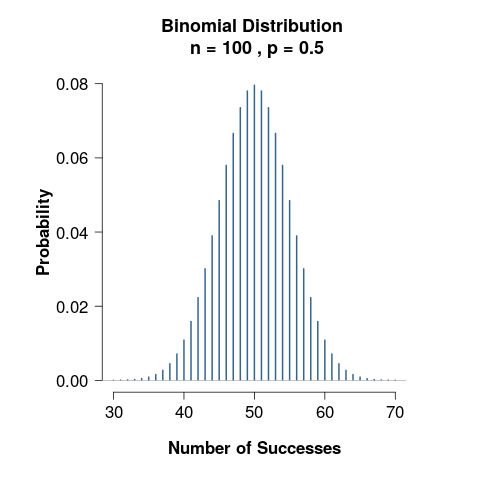 Binomial Distribution
n = 100 , p = 0.5
0.08
0.06
0.04
0.02
0.00
Probability
30 40 50 60 70
Number of Successes